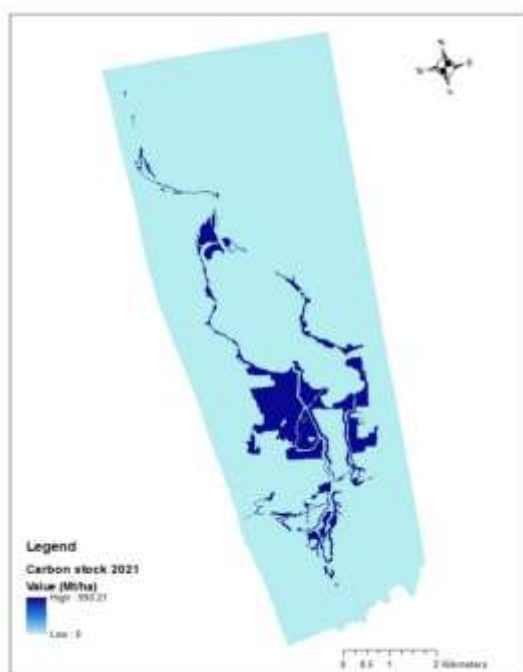 N
Legend
Carbon stock 2021
Value (Mt/ha)
Low : 0
0 0.5 1 2 Kilometers